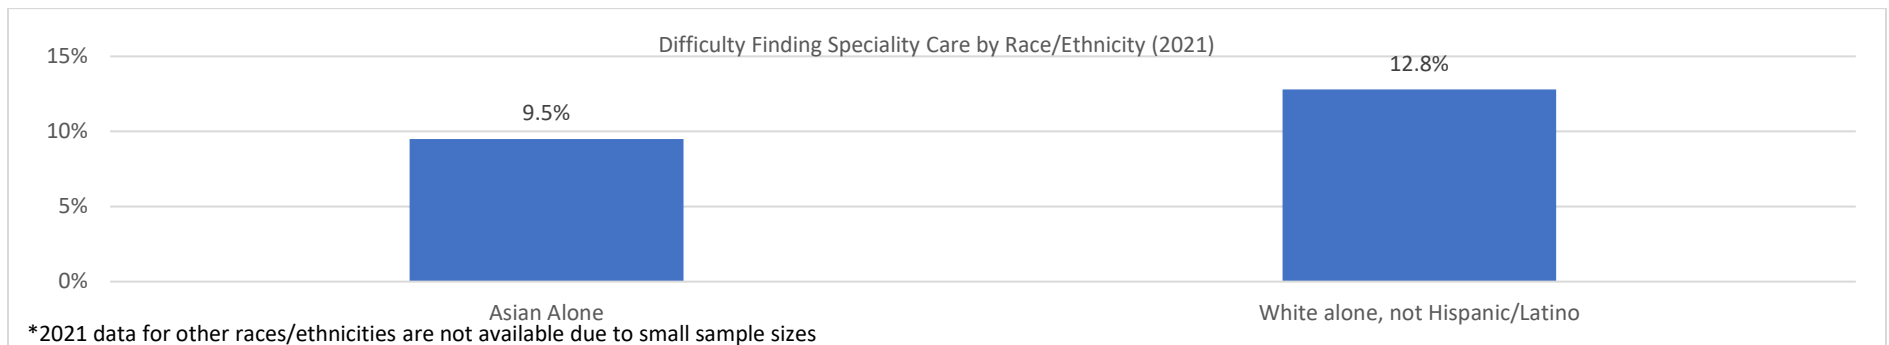 Difficulty Finding Speciality Care by Race/Ethnicity (2021)
15%
12.8%
9.5%
10%
5%
0%
Asian Alone
White alone, not Hispanic/Latino
*2021 data for other races/ethnicities are not available due to small sample sizes